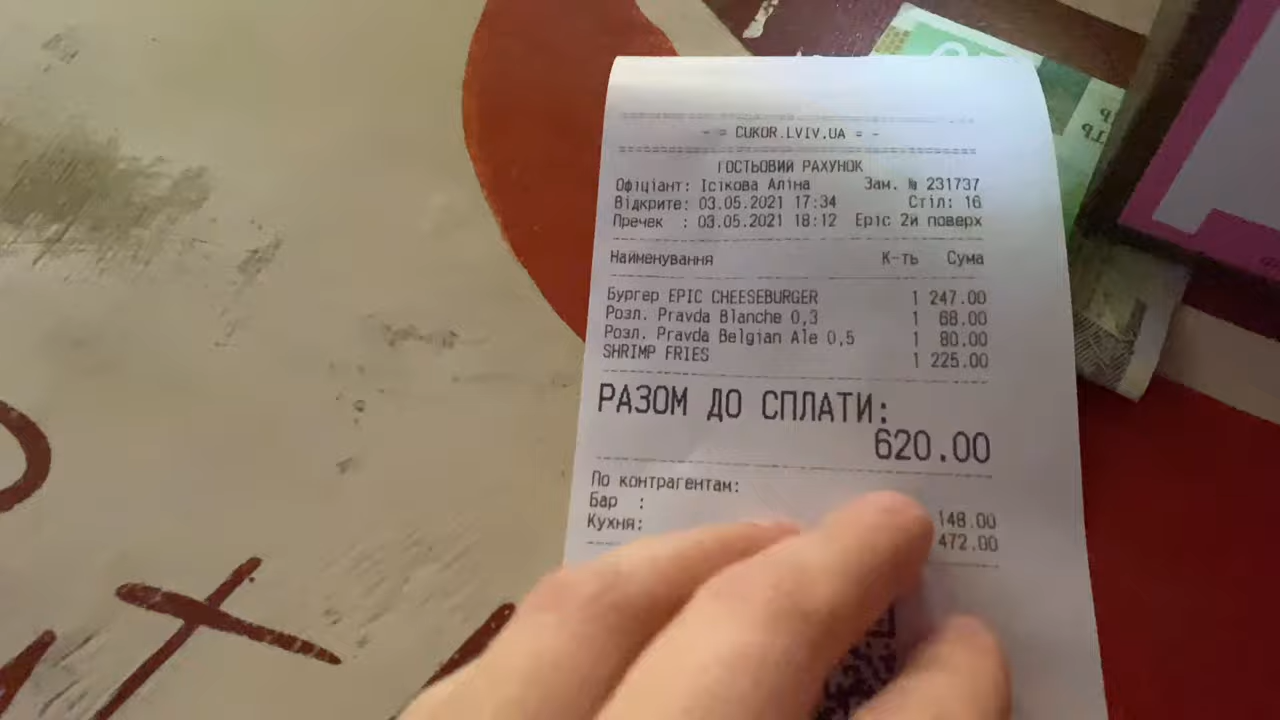 - = CUKOR.LVIV.UA = -
ГОСТЬОВИЙ РАХУНОК
Офіціант: Істкова Аліна Зам. № 231737
Відкрите: 03.05.2021 17:34 Стіл: 16
Пречек : 03.05.2021 18:12 Epic 2й поверх
Найменування К-ть Сума
Бургер EPIC CHEESEBURGER 1 247.00
Розл. Pravda Blanche 0,3 1 68.00
Розл. Pravda Belgian Ale 0,5 1 80.00
SHRIMP FRIES 1 225.00
РАЗОМ ДО СПЛАТИ:
620.00
По контрагентам:
Бар : 148.00
Кухня: 472.00